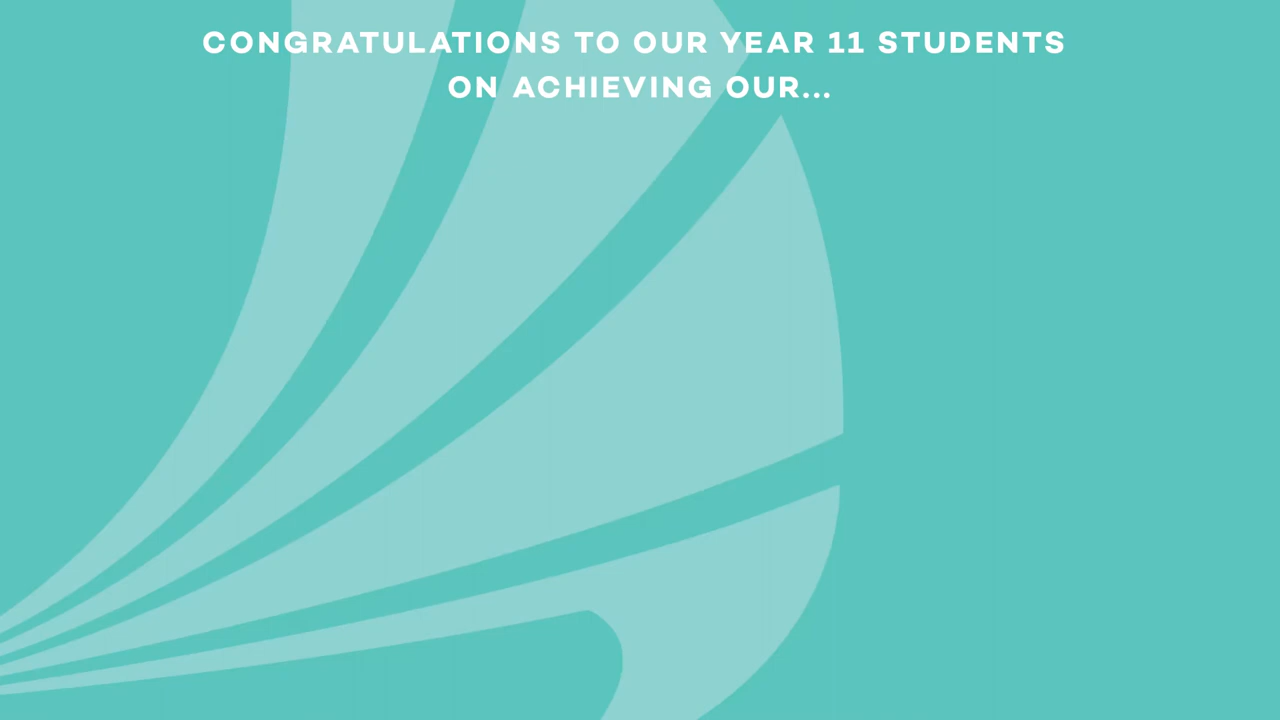 CONGRATULATIONS TO OUR YEAR 11 STUDENTS
ON ACHIEVING OUR...